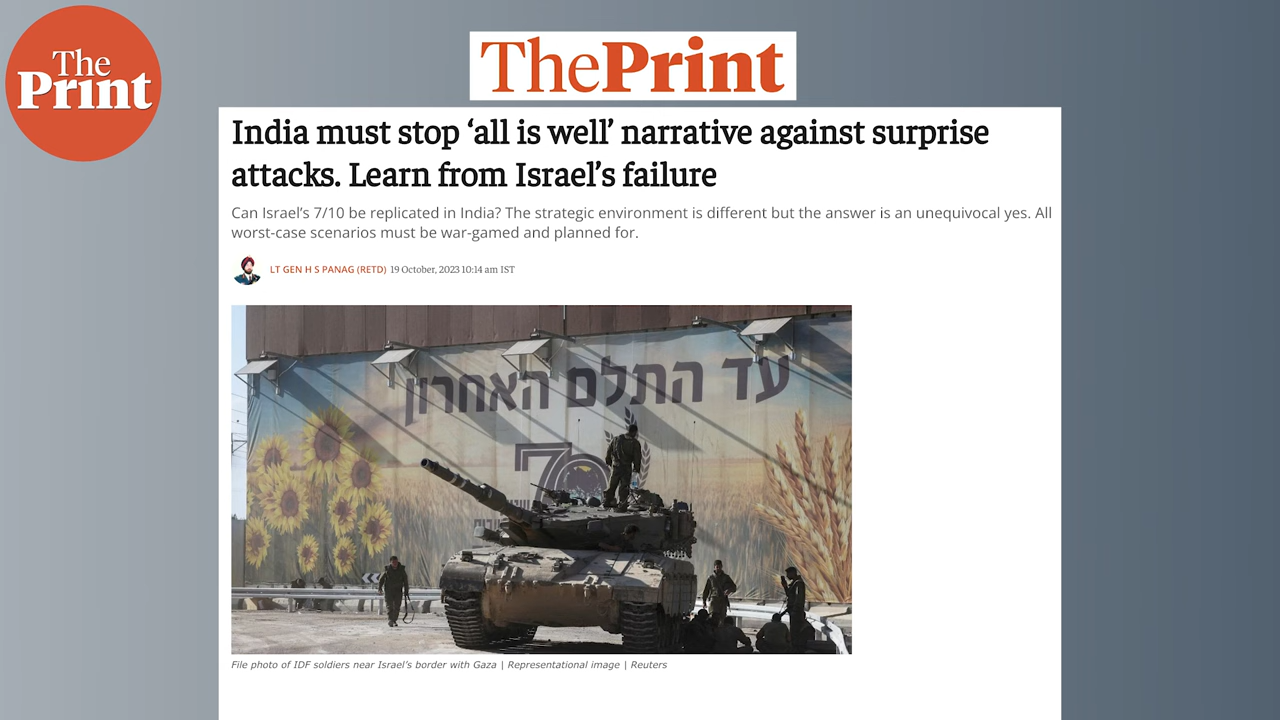 The
Print
ThePrint
India must stop ‘all is well’ narrative against surprise
attacks. Learn from Israel’s failure
Can Israel’s 7/10 be replicated in India? The strategic environment is different but the answer is an unequivocal yes. All
worst-case scenarios must be war-gamed and planned for.
LT GEN H S PANAG (RETD) 19 October, 2023 10:14 am IST
עד התלם האחרון
70
File photo of IDF soldiers near Israel’s border with Gaza | Representational image | Reuters